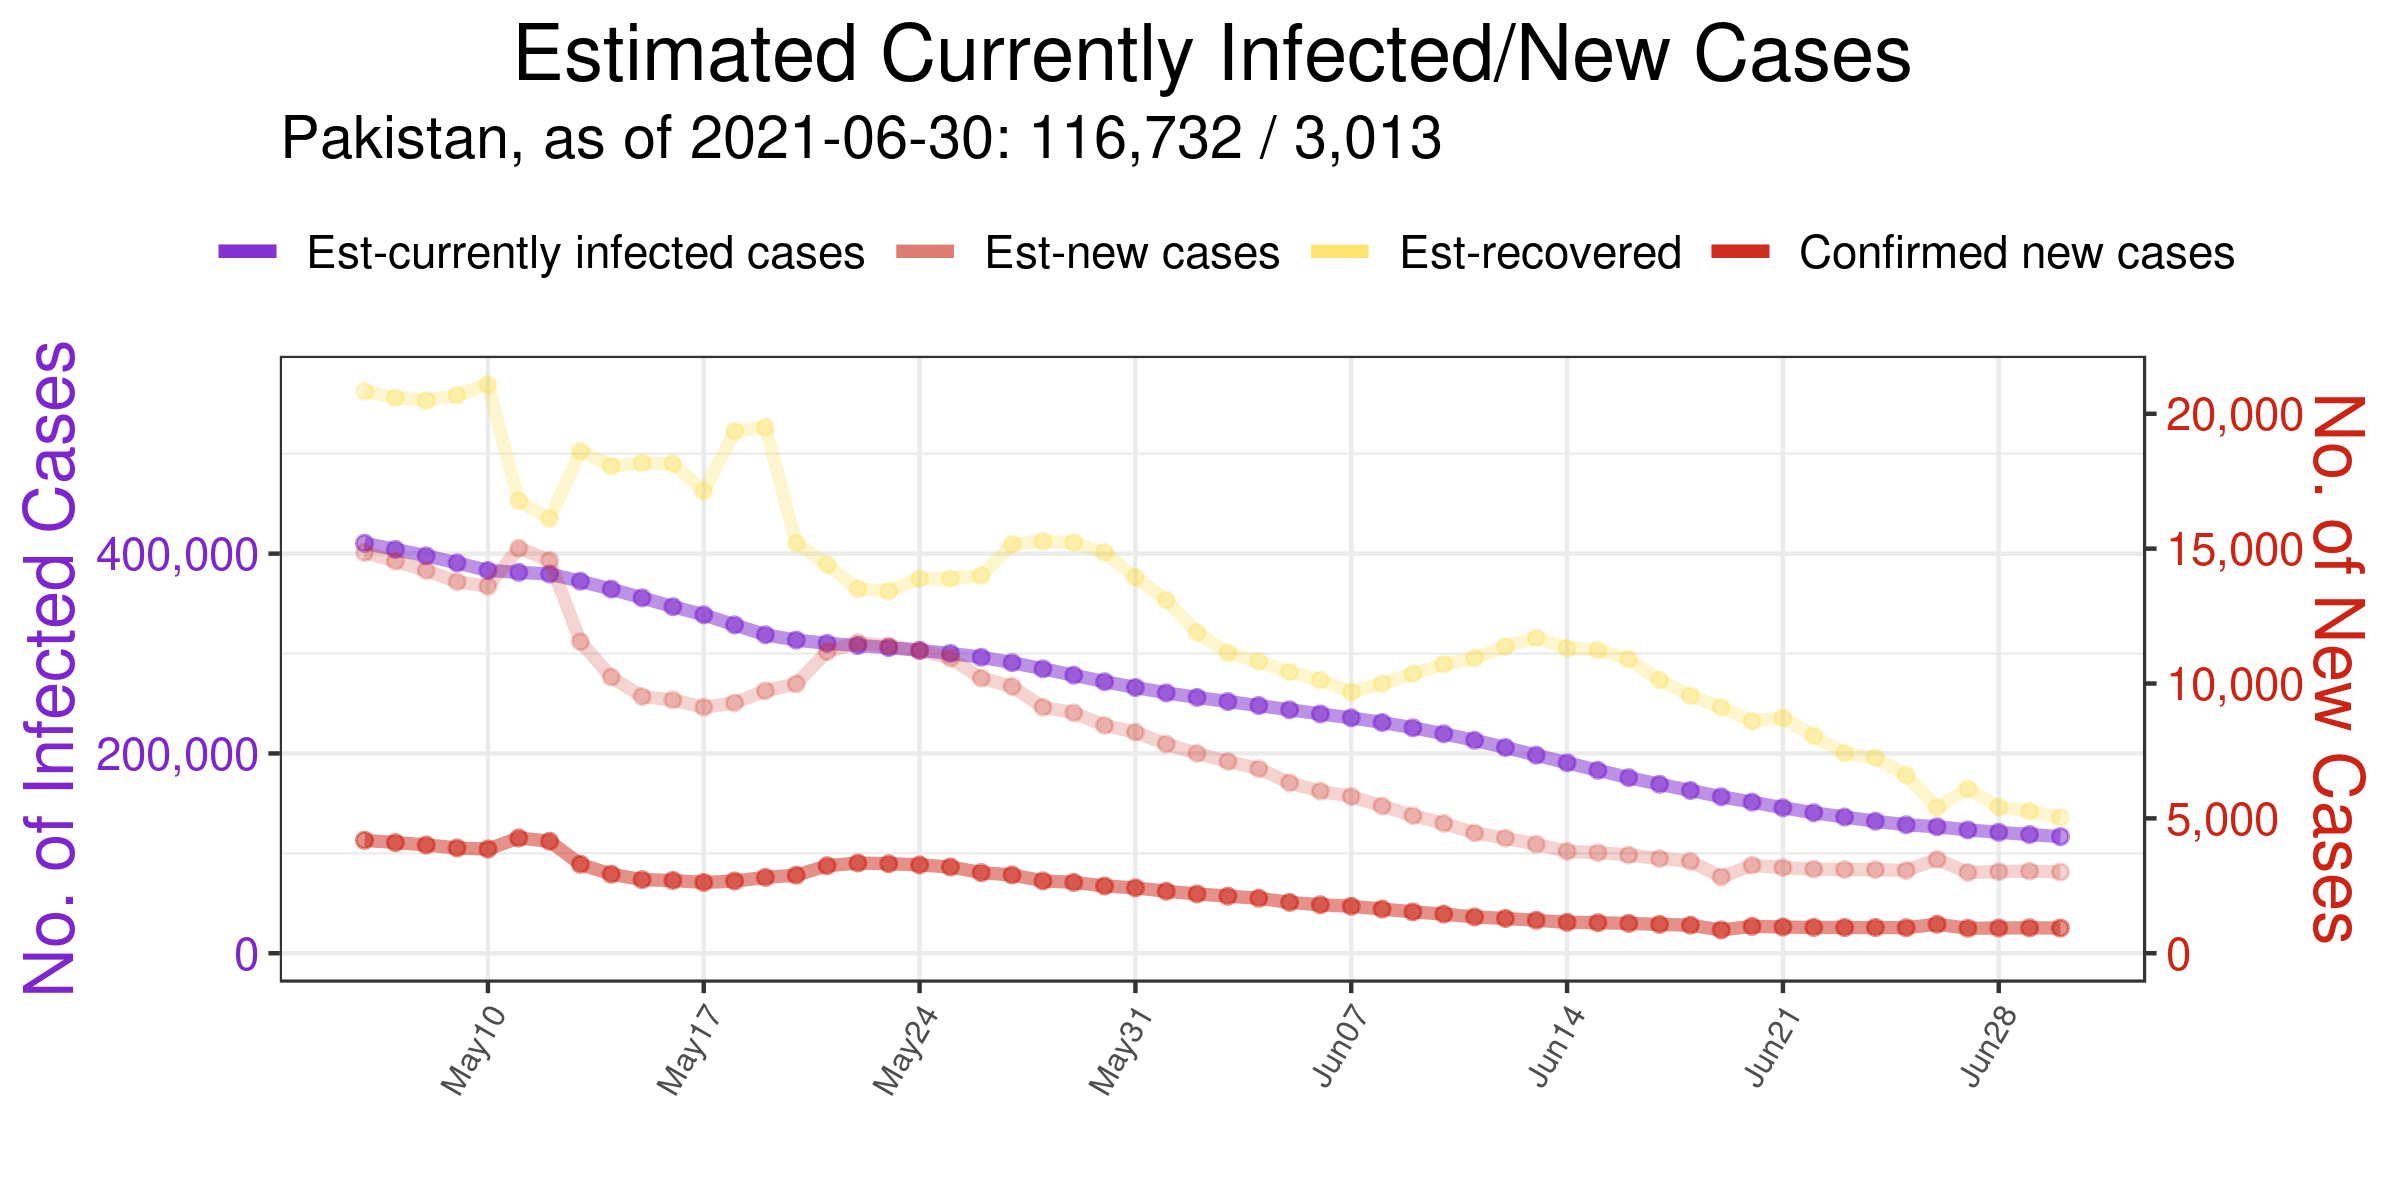 Estimated Currently Infected/New Cases
Pakistan, as of 2021-06-30: 116,732 / 3,013
Est-currently infected cases Est-new cases Est-recovered Confirmed new cases
No. of Infected Cases
400,000
200,000
0
20,000
15,000
10,000
5,000
0
No. of New Cases
May10 May17 May24 May31 Jun07 Jun14 Jun21 Jun28